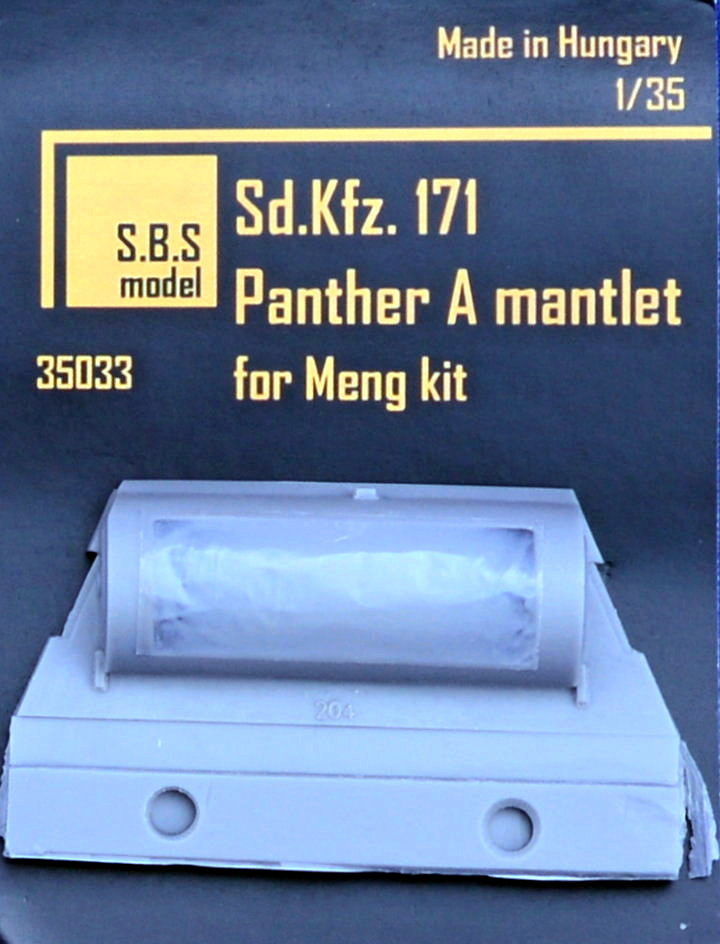 Made in Hungary
1/35
S.B.S
model
Sd.Kfz. 171
Panther A mantlet
35033
for Meng kit
204